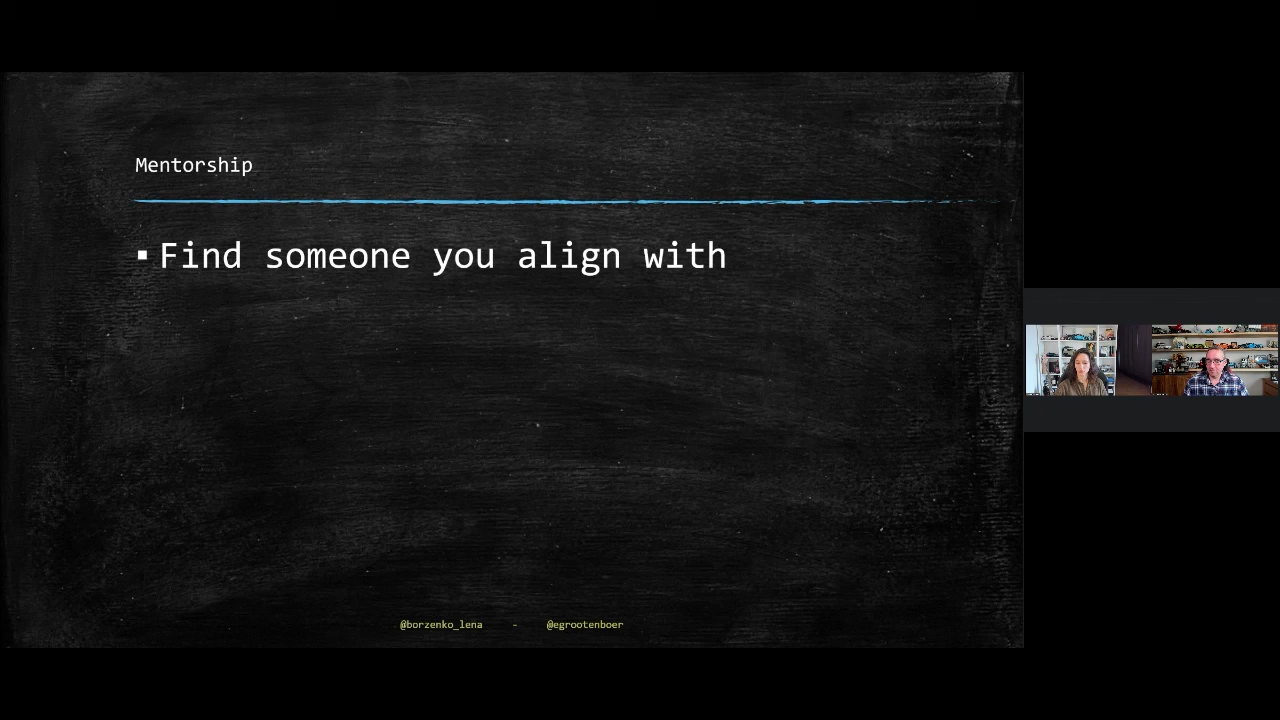 Mentorship
▪ Find someone you align with
@borzenko_lena - @egrootenboer